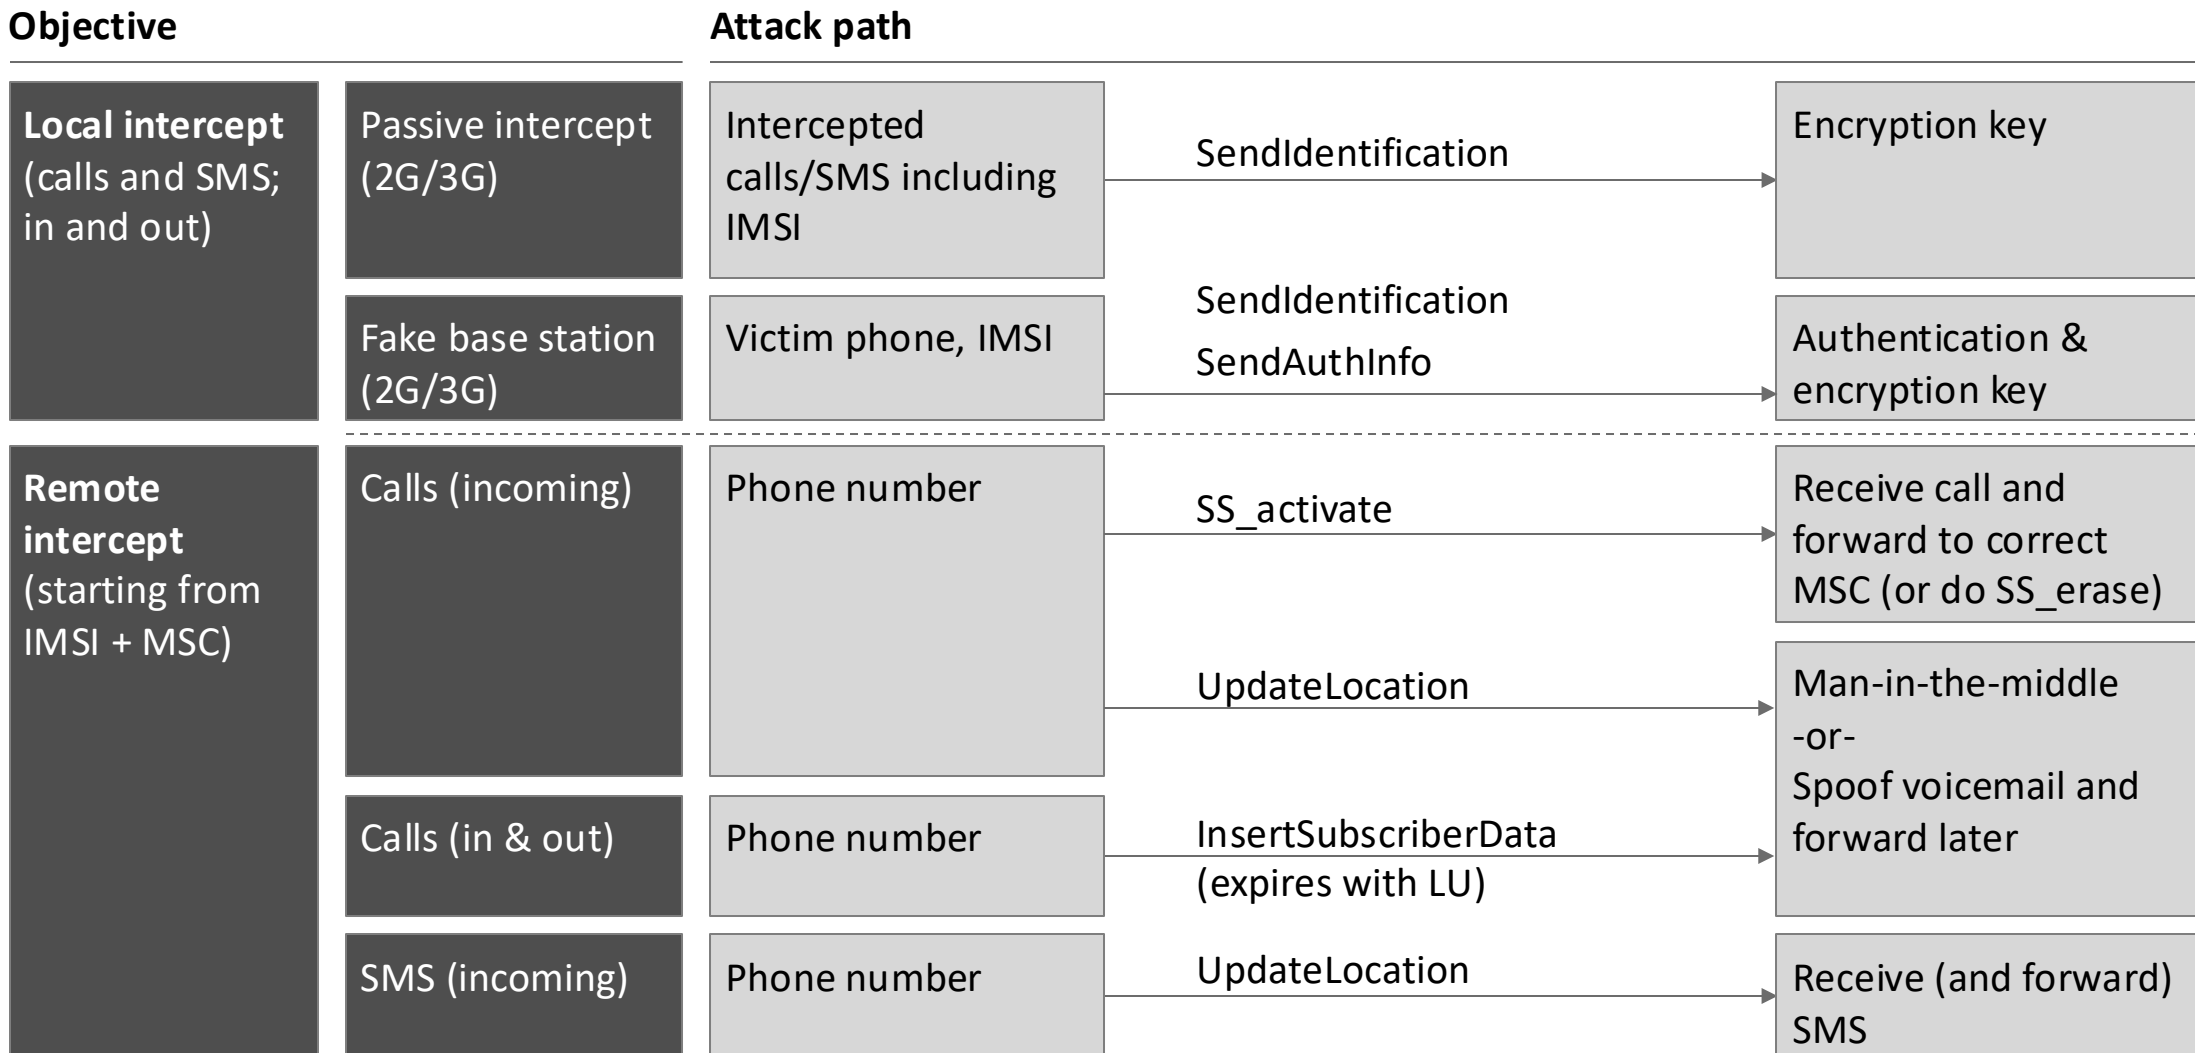 Objective
Attack path
Local intercept
(calls and SMS;
in and out)
Passive intercept
(2G/3G)
Intercepted
calls/SMS including
IMSI
SendIdentification
Encryption key
Fake base station
(2G/3G)
Victim phone, IMSI
SendIdentification
SendAuthInfo
Authentication &
encryption key
Remote
intercept
(starting from
IMSI + MSC)
Calls (incoming)
Phone number
SS_activate
Receive call and
forward to correct
MSC (or do SS_erase)
UpdateLocation
Man-in-the-middle
-or-
Spoof voicemail and
forward later
Calls (in & out)
Phone number
InsertSubscriberData
(expires with LU)
SMS (incoming)
Phone number
UpdateLocation
Receive (and forward)
SMS